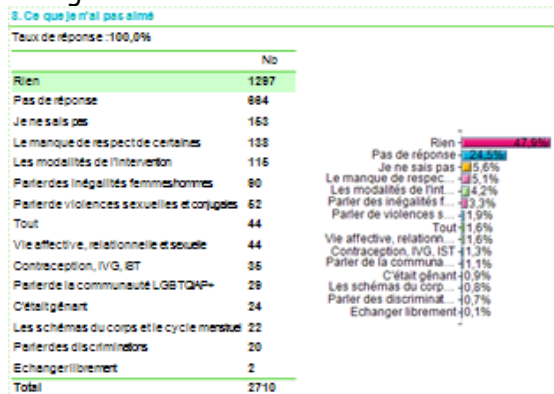 8. Ce que je n'ai pas aimé
Taux de réponse :100,0%
Nb
Rien 1297
Pas de réponse 664
Je ne sais pas 153
Le manque de respect de certaines 138
Les modalités de l'intervention 115
Parler des inégalités femmes/hommes 90
Parler de violences sexuelles et conjugales 52
Tout 44
Vie affective, relationnelle et sexuelle 44
Contraception, IVG, IST 35
Parler de la communauté LGBTQIAP+ 29
C'était gênant 24
Les schémas du corps et le cycle menstruel 22
Parler des discriminations 20
Echanger librement 2
Total 2710
Rien 47,9%
Pas de réponse 24,5%
Je ne sais pas 5,6%
Le manque de respec... 5,1%
Les modalités de l'int... 4,2%
Parler des inégalités f... 3,3%
Parler de violences s... 1,9%
Tout 1,6%
Vie affective, relationn... 1,6%
Contraception, IVG, IST 1,3%
Parler de la communa... 1,1%
C'était gênant 0,9%
Les schémas du corp... 0,8%
Parler des discriminat... 0,7%
Echanger librement 0,1%